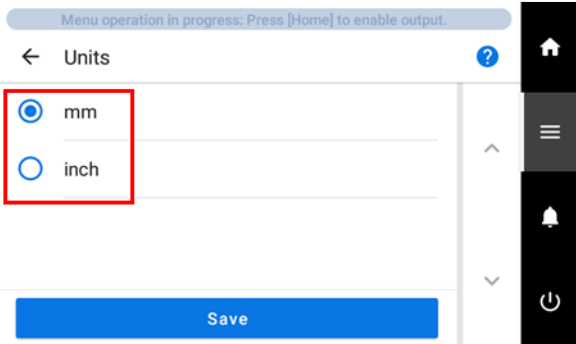 Menu operation in progress: Press [Home] to enable output.
Units
?
mm
inch
Save